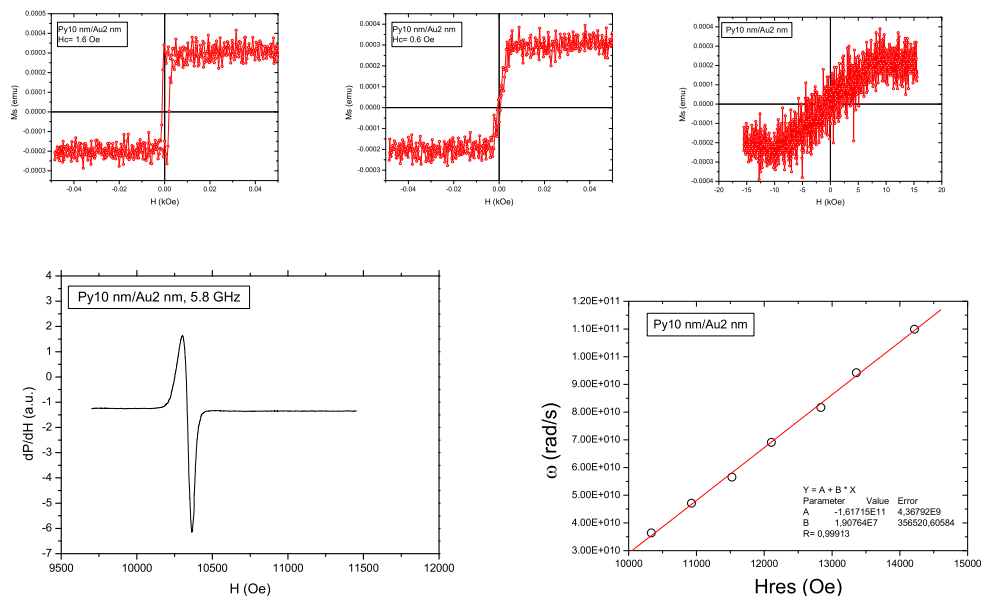 Py10 nm/Au2 nm
Hc= 1.6 Oe
Ms (emu)
0.0005
0.0004
0.0003
0.0002
0.0001
0.0000
-0.0001
-0.0002
-0.0003
-0.04 -0.02 0.00 0.02 0.04
H (kOe)
Py10 nm/Au2 nm
Hc= 0.6 Oe
Ms (emu)
0.0004
0.0003
0.0002
0.0001
0.0000
-0.0001
-0.0002
-0.0003
-0.04 -0.02 0.00 0.02 0.04
H (kOe)
Py10 nm/Au2 nm
Ms (emu)
0.0004
0.0003
0.0002
0.0001
0.0000
-0.0001
-0.0002
-0.0003
-0.0004
-20 -15 -10 -5 0 5 10 15 20
H (kOe)
Py10 nm/Au2 nm, 5.8 GHz
dP/dH (a.u.)
4
3
2
1
0
-1
-2
-3
-4
-5
-6
-7
9500 10000 10500 11000 11500 12000
H (Oe)
Py10 nm/Au2 nm
ω (rad/s)
1.20E+011
1.10E+011
1.00E+011
9.00E+010
8.00E+010
7.00E+010
6.00E+010
5.00E+010
4.00E+010
3.00E+010
Y = A + B * X
Parameter Value Error
A -1,61715E11 4,36792E9
B 1,90764E7 356520,60584
R= 0,99913
10000 11000 12000 13000 14000 15000
Hres (Oe)